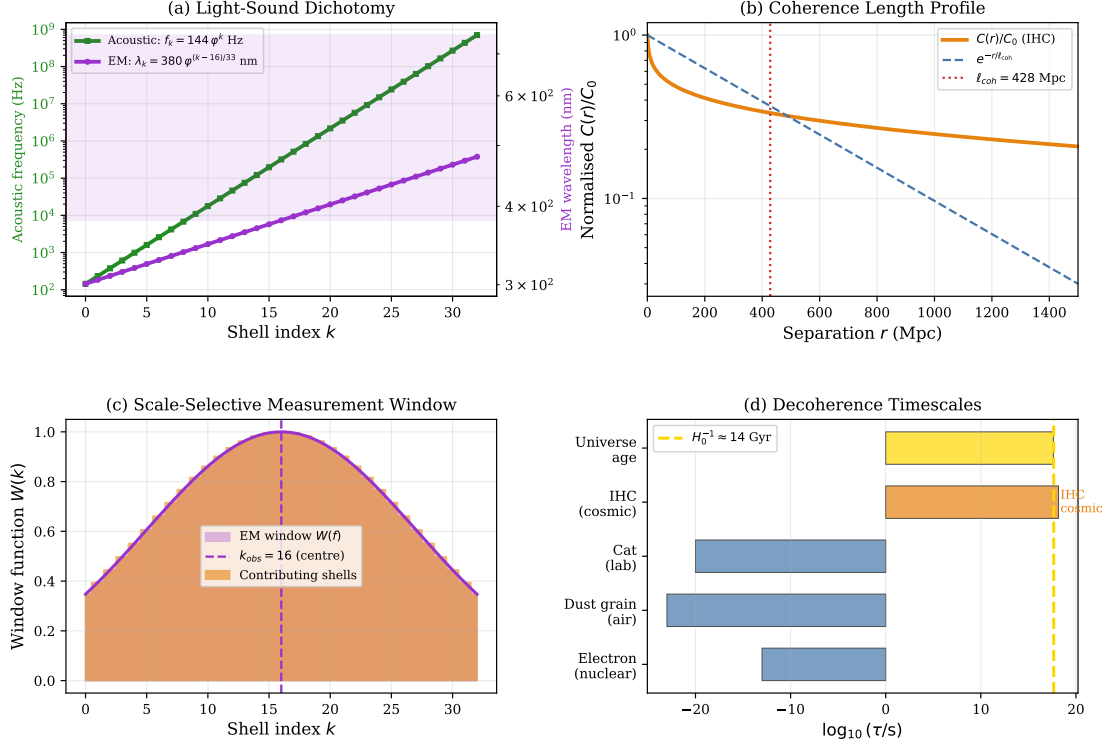 (a) Light-Sound Dichotomy
Acoustic: f_k = 144 φ^k Hz
EM: λ_k = 380 φ^{(k−16)/33} nm
10^9
10^8
10^7
10^6
10^5
10^4
10^3
10^2
Acoustic frequency (Hz)
6 × 10^2
4 × 10^2
3 × 10^2
EM wavelength (nm)
0 5 10 15 20 25 30
Shell index k
(b) Coherence Length Profile
C(r)/C_0 (IHC)
e^{−r/ℓ_coh}
ℓ_coh = 428 Mpc
10^0
10^{−1}
Normalised C(r)/C_0
0 200 400 600 800 1000 1200 1400
Separation r (Mpc)
(c) Scale-Selective Measurement Window
1.0
0.8
0.6
0.4
0.2
0.0
Window function W(k)
EM window W(f)
k_obs = 16 (centre)
Contributing shells
0 5 10 15 20 25 30
Shell index k
(d) Decoherence Timescales
H_0^{−1} ≈ 14 Gyr
Universe
age
IHC
(cosmic)
Cat
(lab)
Dust grain
(air)
Electron
(nuclear)
IHC
cosmic
−20 −10 0 10 20
log_10 (τ/s)